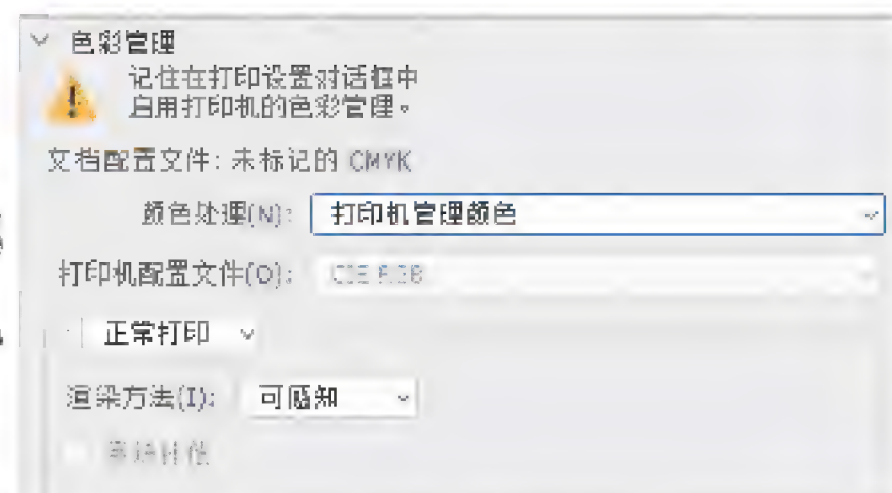 色彩管理
记住在打印设置对话框中
启用打印机的色彩管理。
文档配置文件: 未标记的 CMYK
颜色处理(N): 打印机管理颜色
打印机配置文件(O): CIE RGB
正常打印
渲染方法(I): 可感知